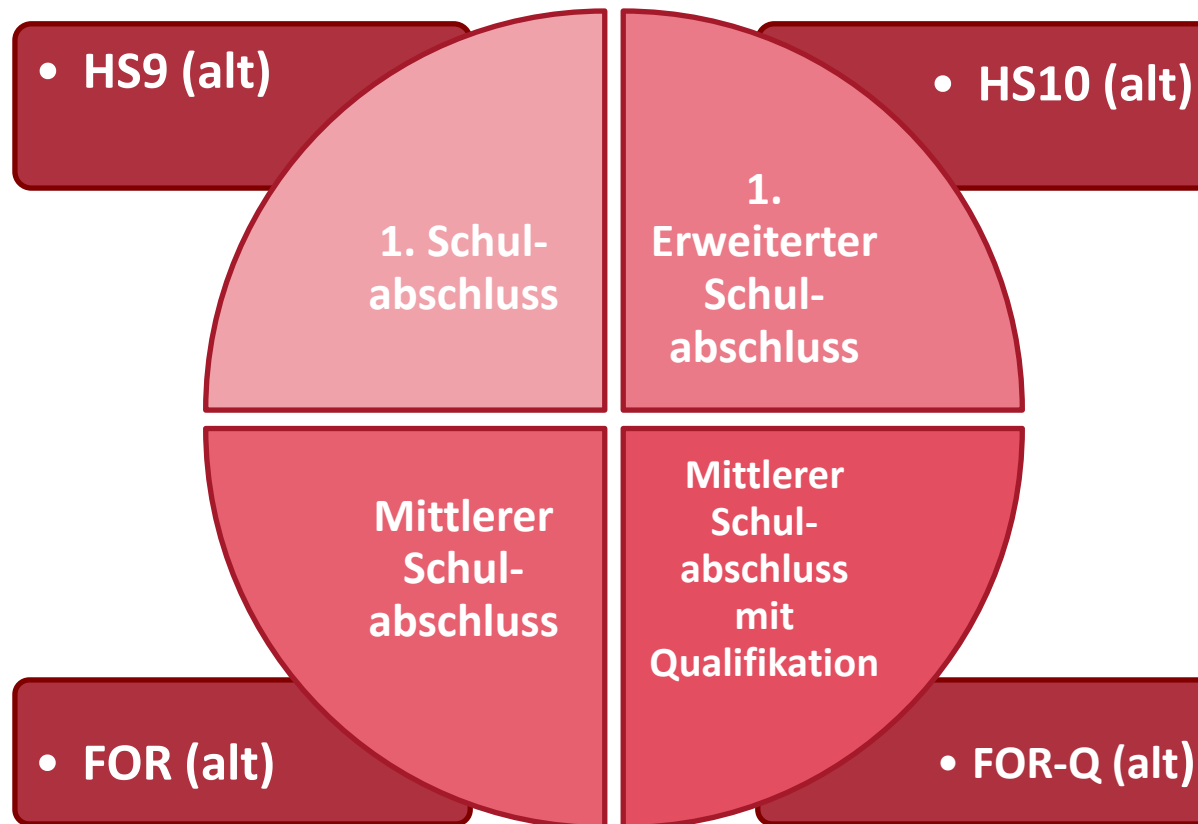 • HS9 (alt)
• HS10 (alt)
1. Schul-
abschluss
1.
Erweiterter
Schul-
abschluss
Mittlerer
Schul-
abschluss
Mittlerer
Schul-
abschluss
mit
Qualifikation
• FOR (alt)
• FOR-Q (alt)